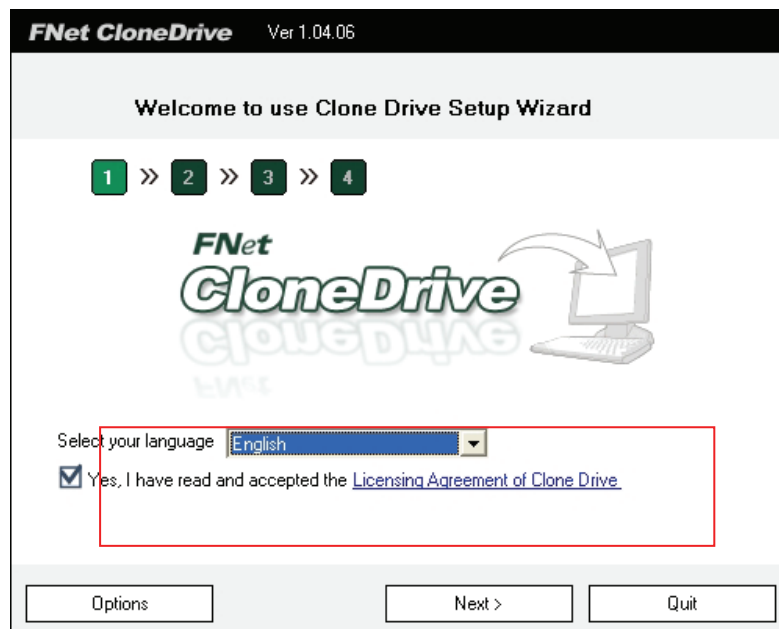 FNet CloneDrive Ver 1.04.06
Welcome to use Clone Drive Setup Wizard
1 » 2 » 3 » 4
FNet
CloneDrive
Select your language English
Yes, I have read and accepted the Licensing Agreement of Clone Drive
Options Next > Quit